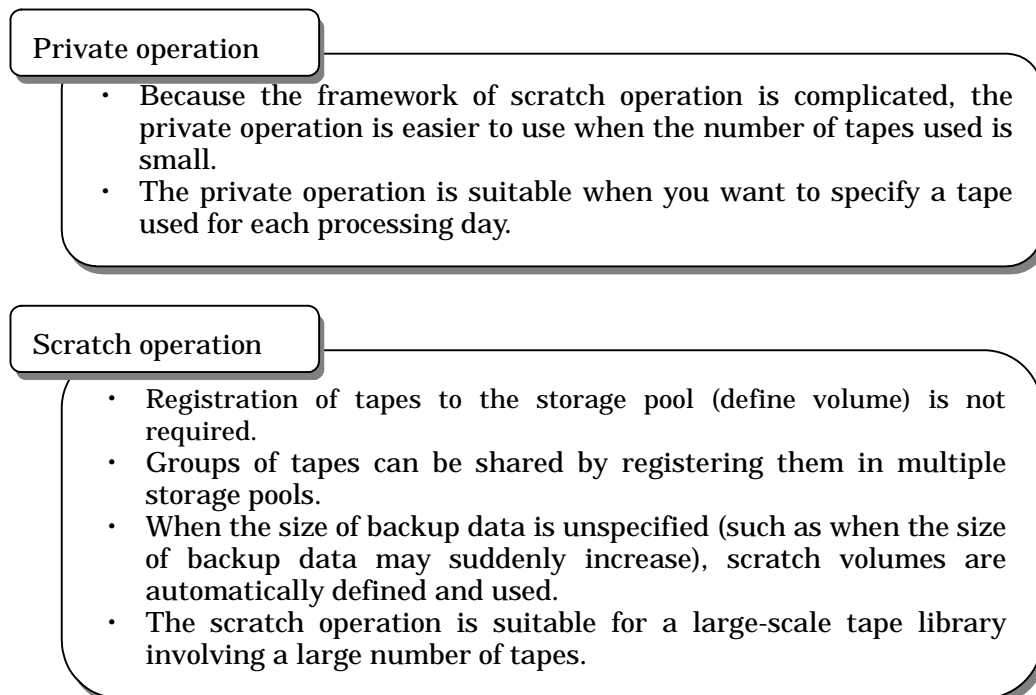 Private operation
・ Because the framework of scratch operation is complicated, the
private operation is easier to use when the number of tapes used is
small.
・ The private operation is suitable when you want to specify a tape
used for each processing day.
Scratch operation
・ Registration of tapes to the storage pool (define volume) is not
required.
・ Groups of tapes can be shared by registering them in multiple
storage pools.
・ When the size of backup data is unspecified (such as when the size
of backup data may suddenly increase), scratch volumes are
automatically defined and used.
・ The scratch operation is suitable for a large-scale tape library
involving a large number of tapes.